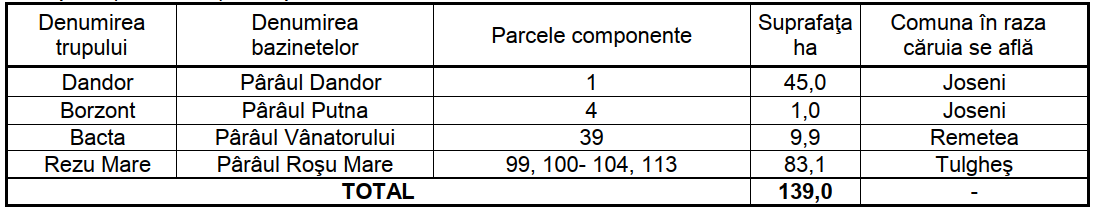 Denumirea trupului Denumirea bazinetelor Parcele componente Suprafaţa ha Comuna în raza căruia se află
Dandor Pârâul Dandor 1 45,0 Joseni
Borzont Pârâul Putna 4 1,0 Joseni
Bacta Pârâul Vânatorului 39 9,9 Remetea
Rezu Mare Pârâul Roşu Mare 99, 100- 104, 113 83,1 Tulgheş
TOTAL 139,0 -